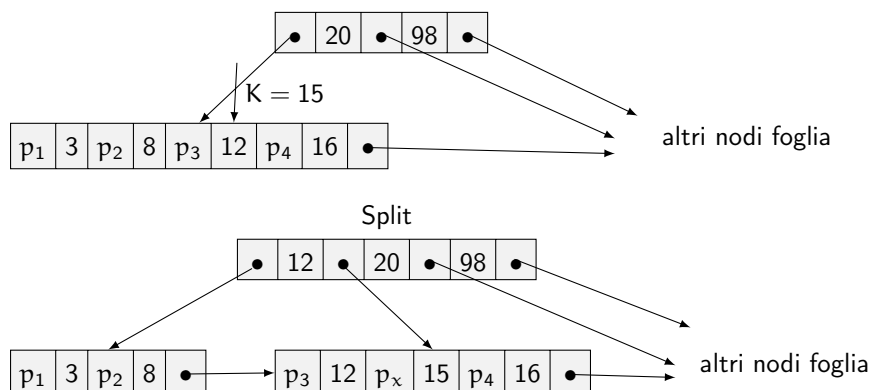 20 98
K = 15
p₁ 3 p₂ 8 p₃ 12 p₄ 16
altri nodi foglia
Split
12 20 98
p₁ 3 p₂ 8
p₃ 12 pₓ 15 p₄ 16
altri nodi foglia